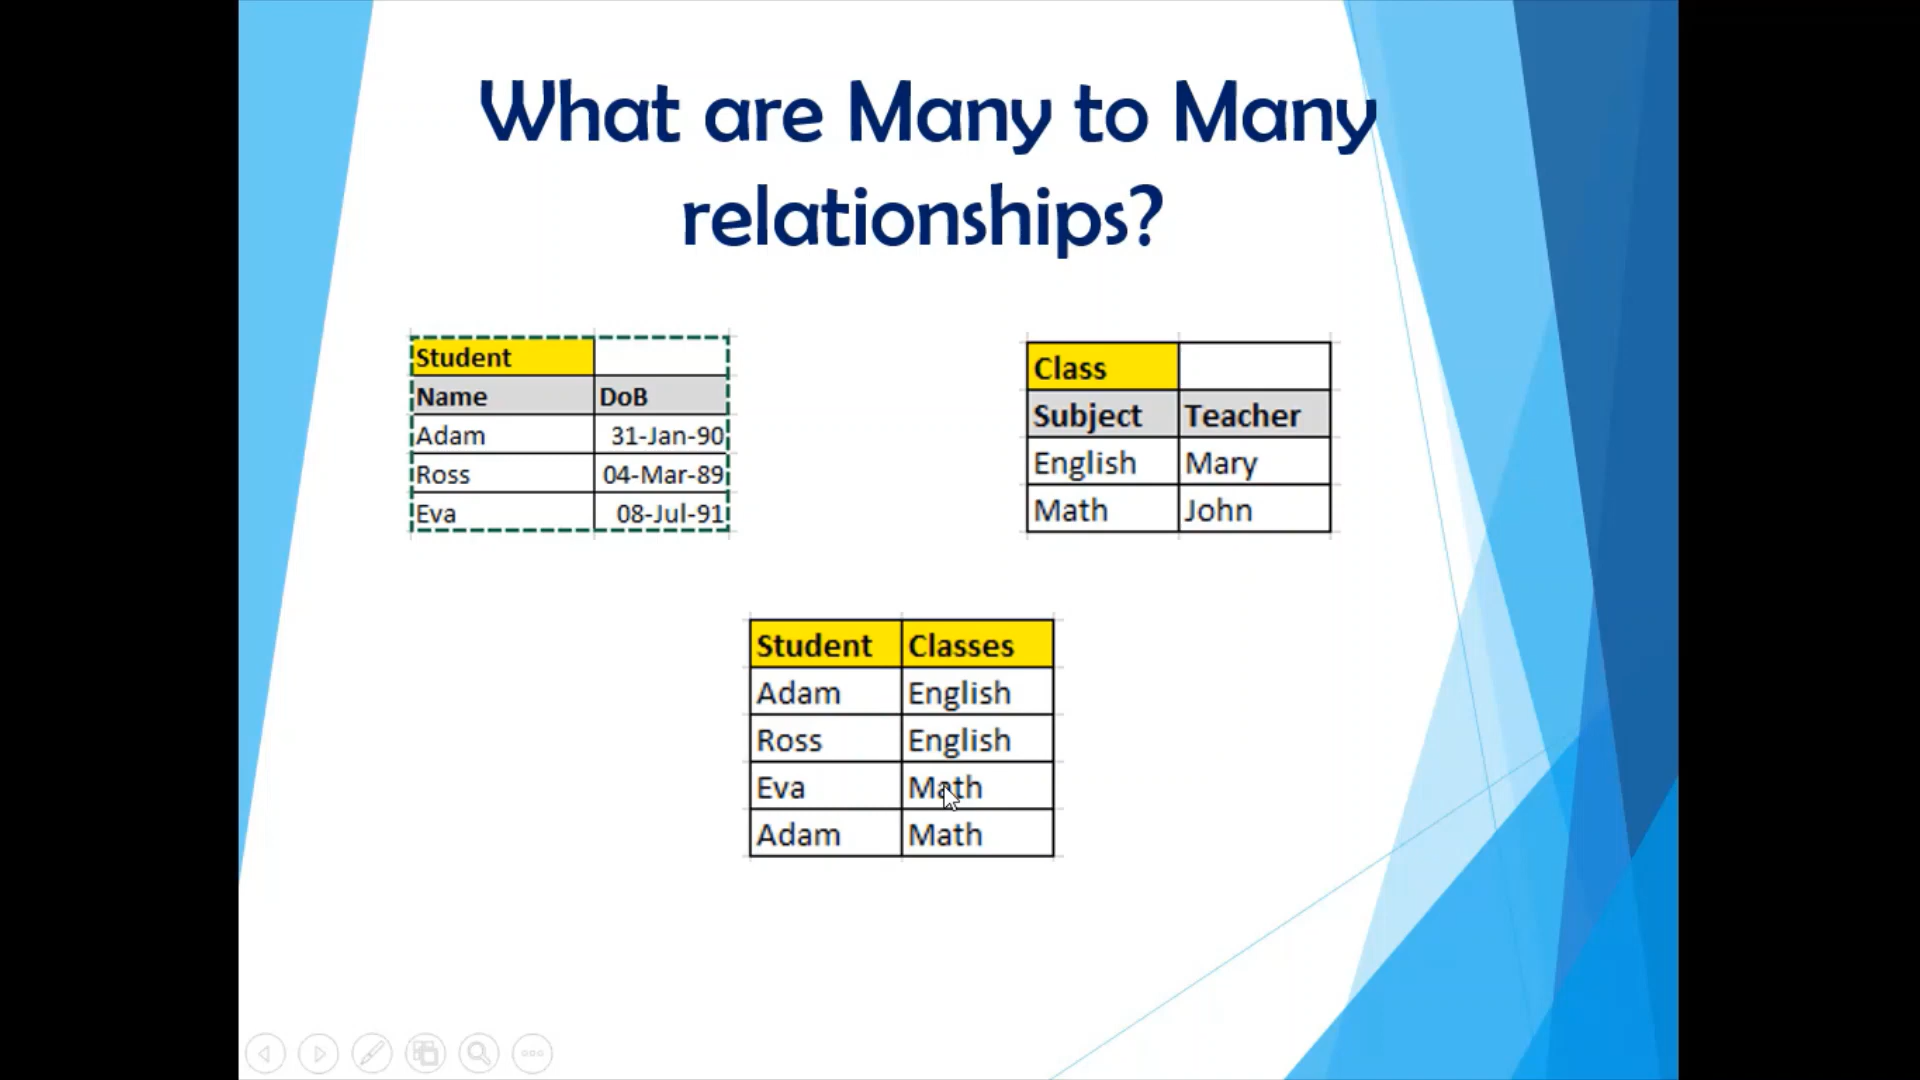 What are Many to Many
relationships?
Student
Name DoB
Adam 31-Jan-90
Ross 04-Mar-89
Eva 08-Jul-91
Class
Subject Teacher
English Mary
Math John
Student Classes
Adam English
Ross English
Eva Math
Adam Math